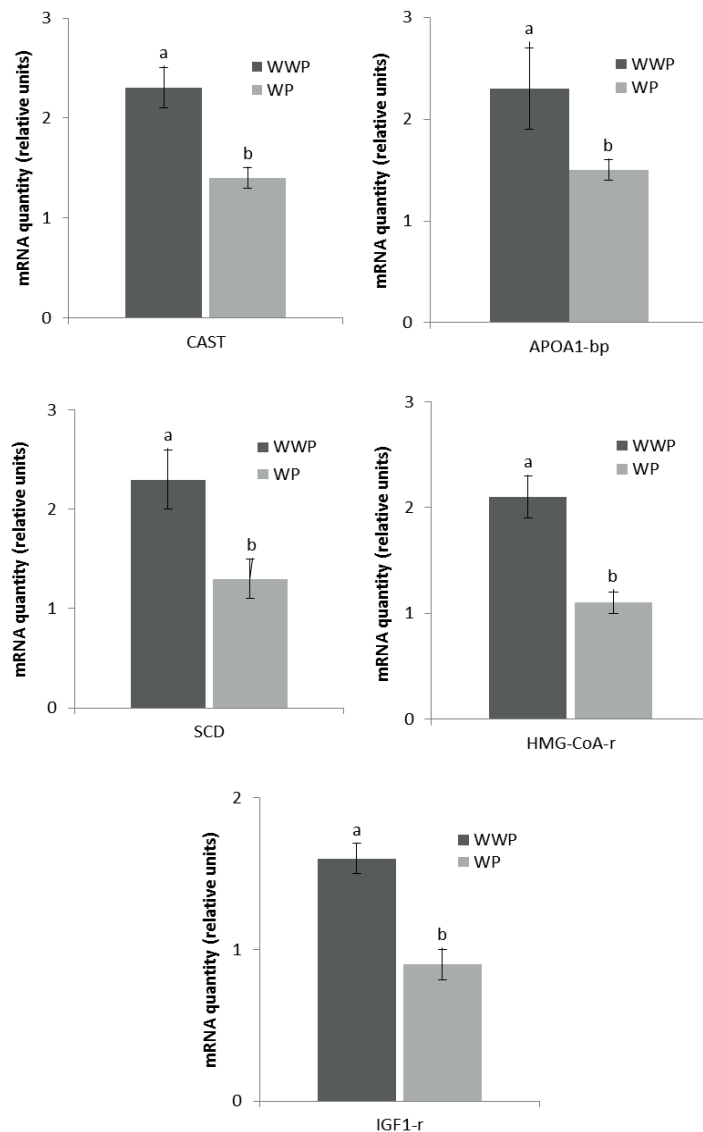 mRNA quantity (relative units)
3
2
1
0
a
b
WWP
WP
CAST
mRNA quantity (relative units)
3
2
1
0
a
b
WWP
WP
APOA1-bp
mRNA quantity (relative units)
3
2
1
0
a
b
WWP
WP
SCD
mRNA quantity (relative units)
3
2
1
0
a
b
WWP
WP
HMG-CoA-r
mRNA quantity (relative units)
2
1
0
a
b
WWP
WP
IGF1-r